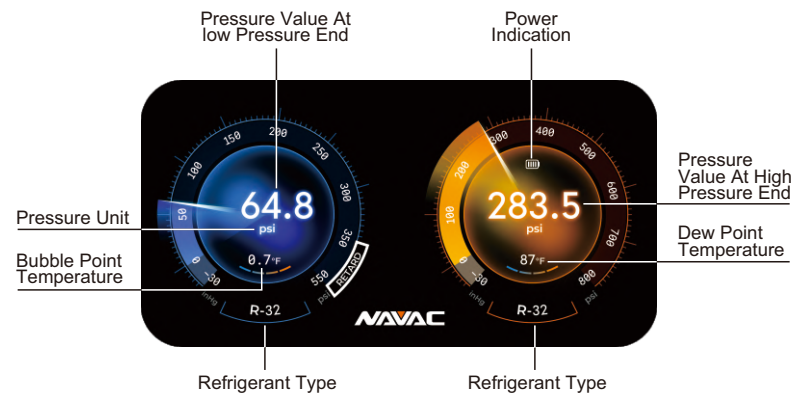 Pressure Value At
low Pressure End
Power
Indication
Pressure Unit
Bubble Point
Temperature
Pressure
Value At High
Pressure End
Dew Point
Temperature
Refrigerant Type
Refrigerant Type
-30
0
50
100
150
200
250
300
350
550
RETARD
inHg
psi
64.8
psi
0.7°F
R-32
-30
0
100
200
300
400
500
600
700
800
inHg
psi
283.5
psi
87°F
R-32
NAVAC